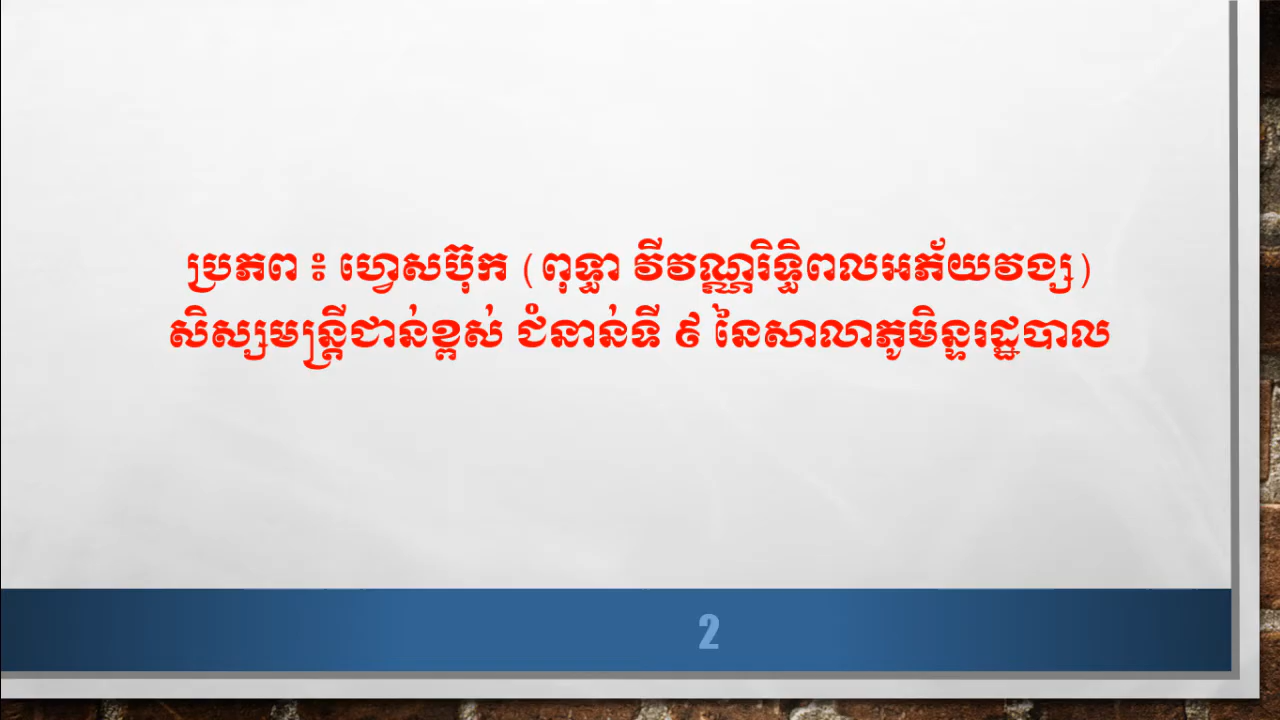 ប្រភព ៖ ហ្វេសប៊ុក (ពុទ្ធា វីវណ្ណរិទ្ធិពលអភ័យវង្ស)
សិស្សមន្ត្រីជាន់ខ្ពស់ ជំនាន់ទី ៩ នៃសាលាភូមិន្ទរដ្ឋបាល
2